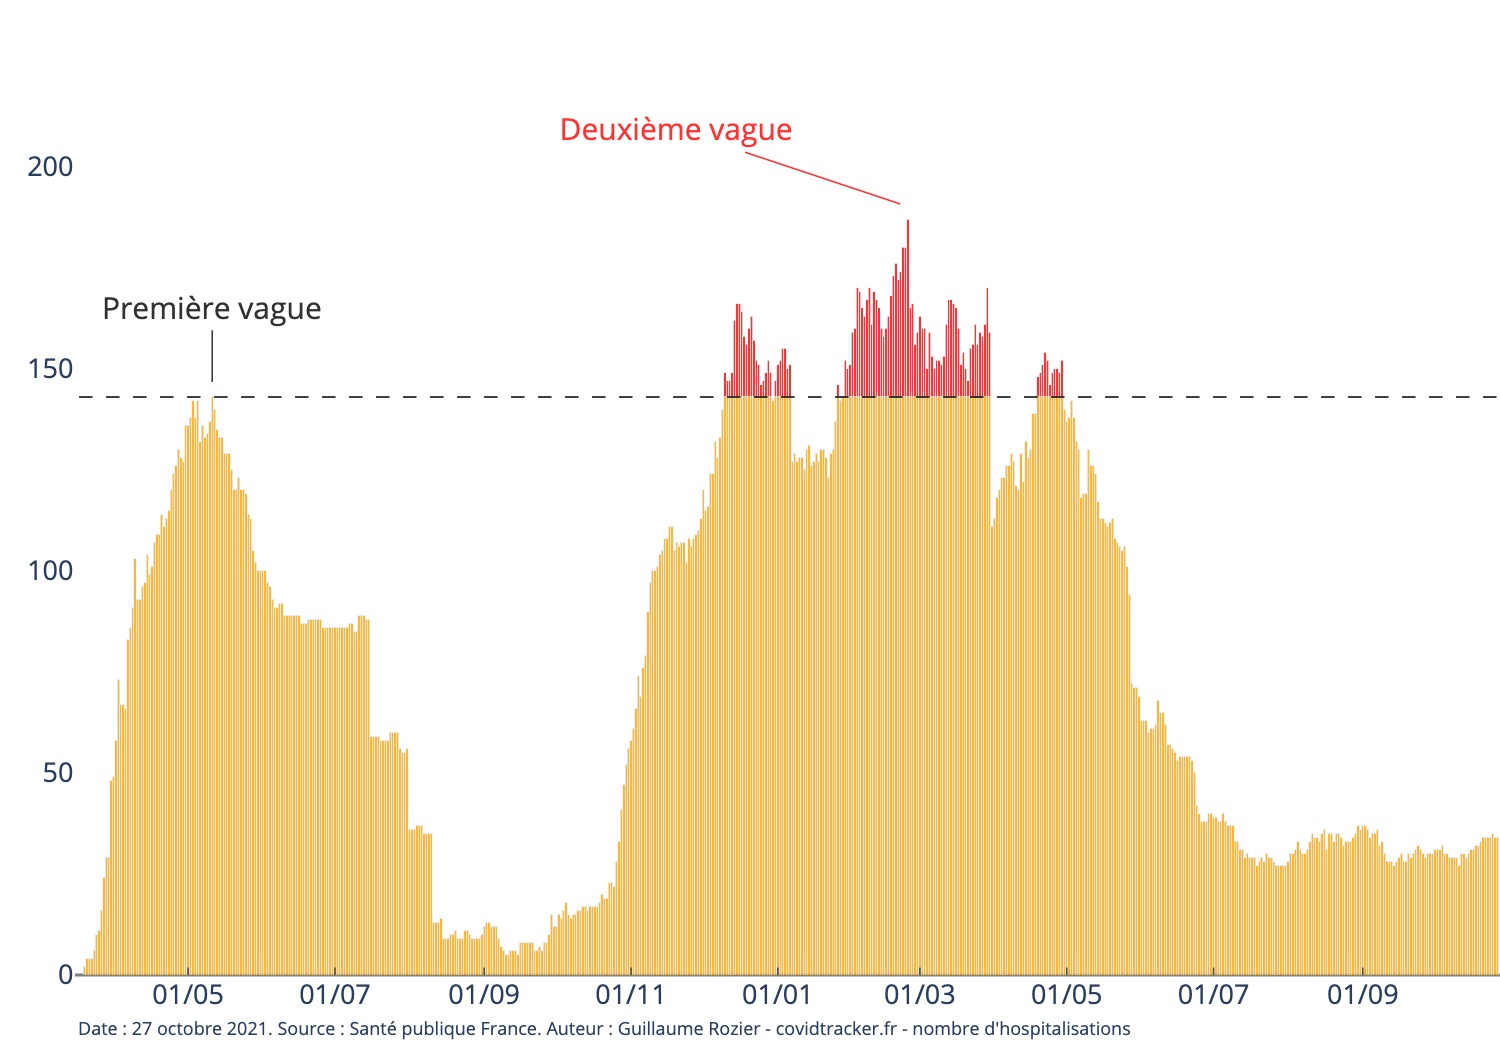 Deuxième vague
200
Première vague
150
100
50
0
01/05 01/07 01/09 01/11 01/01 01/03 01/05 01/07 01/09
Date : 27 octobre 2021. Source : Santé publique France. Auteur : Guillaume Rozier - covidtracker.fr - nombre d'hospitalisations